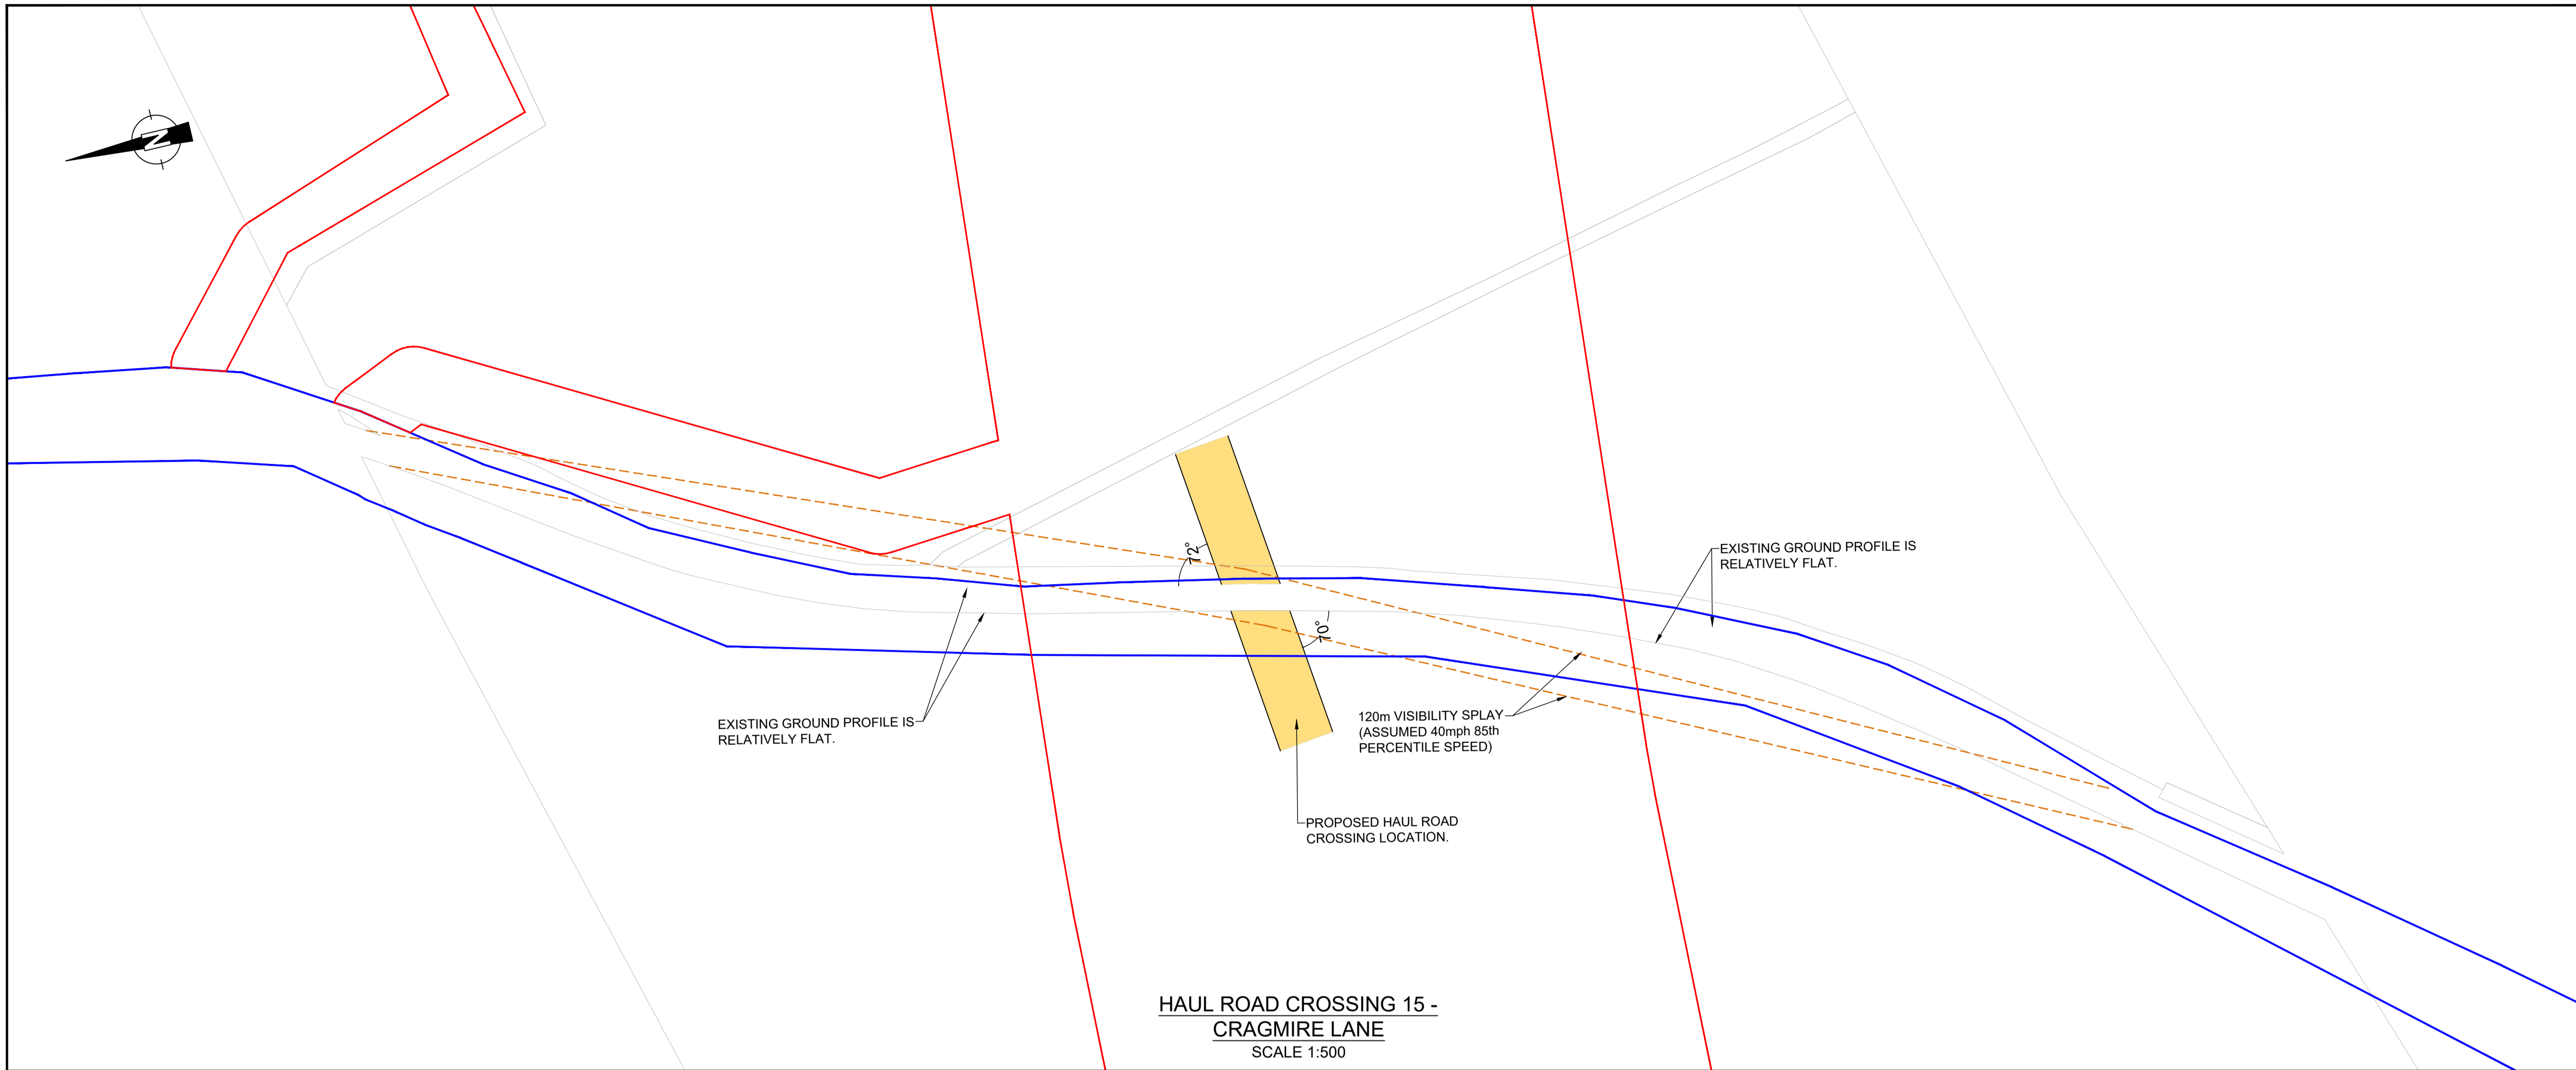 N
72°
70°
EXISTING GROUND PROFILE IS
RELATIVELY FLAT.
EXISTING GROUND PROFILE IS
RELATIVELY FLAT.
120m VISIBILITY SPLAY
(ASSUMED 40mph 85th
PERCENTILE SPEED)
PROPOSED HAUL ROAD
CROSSING LOCATION.
HAUL ROAD CROSSING 15 -
CRAGMIRE LANE
SCALE 1:500